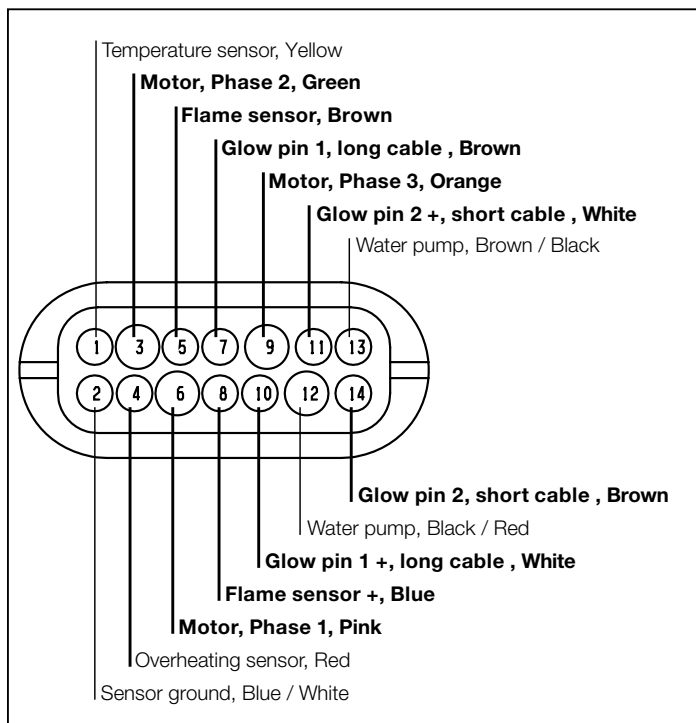 Temperature sensor, Yellow
Motor, Phase 2, Green
Flame sensor, Brown
Glow pin 1, long cable , Brown
Motor, Phase 3, Orange
Glow pin 2 +, short cable , White
Water pump, Brown / Black
1 3 5 7 9 11 13
2 4 6 8 10 12 14
Glow pin 2, short cable , Brown
Water pump, Black / Red
Glow pin 1 +, long cable , White
Flame sensor +, Blue
Motor, Phase 1, Pink
Overheating sensor, Red
Sensor ground, Blue / White